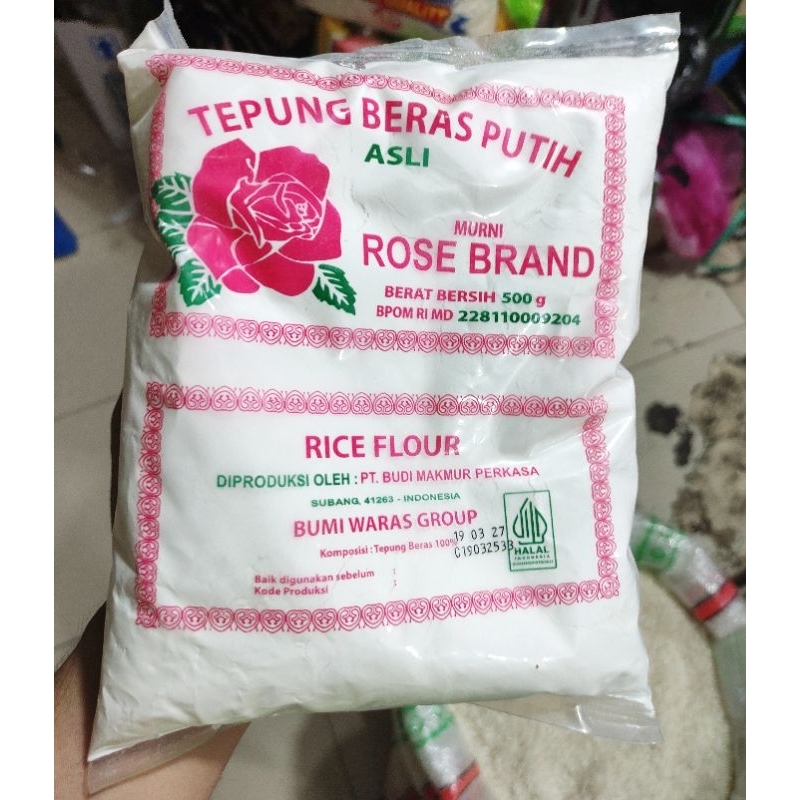 TEPUNG BERAS PUTIH
ASLI
MURNI
ROSE BRAND
BERAT BERSIH 500 g
BPOM RI MD 228110009204
RICE FLOUR
DIPRODUKSI OLEH : PT. BUDI MAKMUR PERKASA
SUBANG, 41263 - INDONESIA
BUMI WARAS GROUP
Komposisi : Tepung Beras 100%
19 03 27
C1903253B
HALAL
INDONESIA
Baik digunakan sebelum :
Kode Produksi :